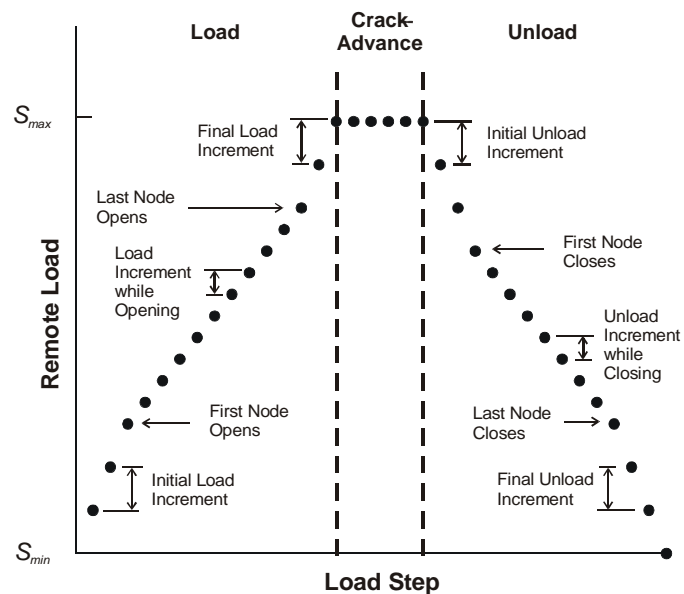 Load
Crack-
Advance
Unload
S_max
Final Load
Increment
Initial Unload
Increment
Last Node
Opens
First Node
Closes
Load
Increment
while
Opening
Unload
Increment
while
Closing
Remote Load
First Node
Opens
Last Node
Closes
Initial Load
Increment
Final Unload
Increment
S_min
Load Step